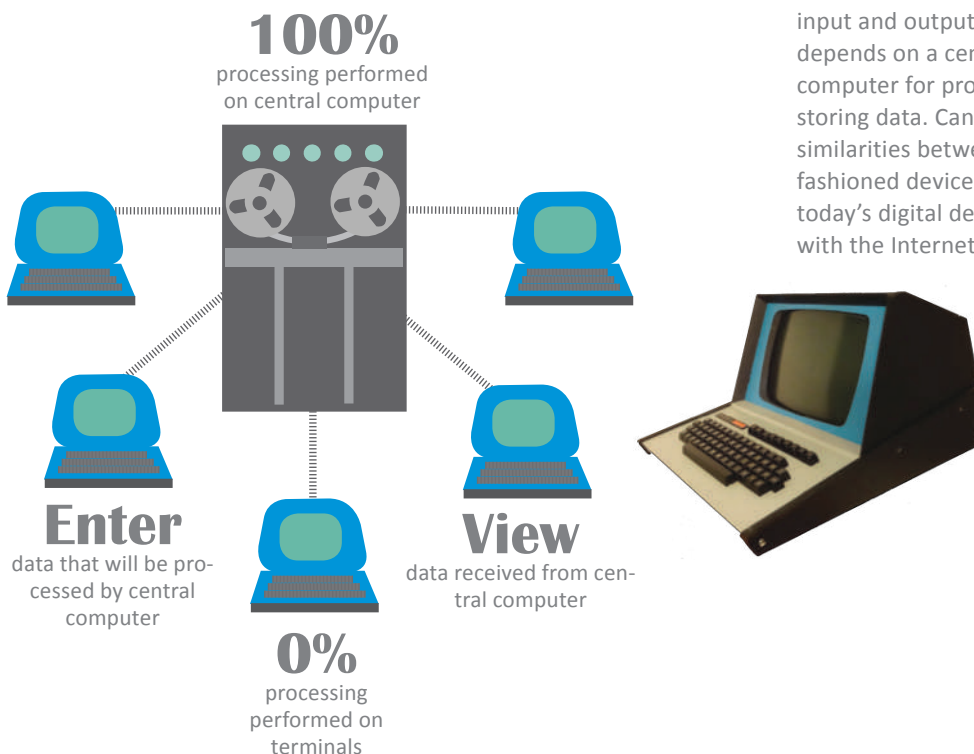 100%
processing performed
on central computer
input and output
depends on a cen
computer for pro
storing data. Can
similarities betwe
fashioned device
today's digital de
with the Internet
Enter
data that will be pro-
cessed by central
computer
View
data received from cen-
tral computer
0%
processing
performed on
terminals